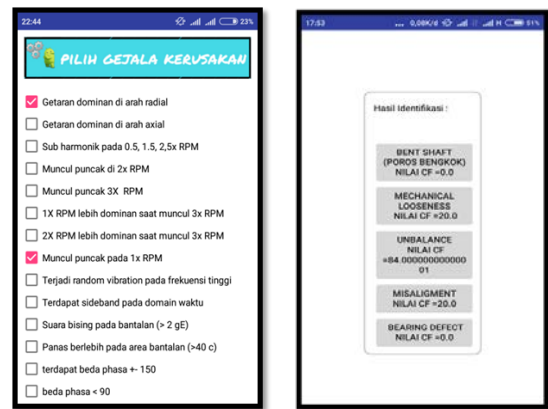 22:44
23%
PILIH GEJALA KERUSAKAN
Getaran dominan di arah radial
Getaran dominan di arah axial
Sub harmonik pada 0.5, 1.5, 2,5x RPM
Muncul puncak di 2x RPM
Muncul puncak 3X RPM
1X RPM lebih dominan saat muncul 3x RPM
2X RPM lebih dominan saat muncul 3x RPM
Muncul puncak pada 1x RPM
Terjadi random vibration pada frekuensi tinggi
Terdapat sideband pada domain waktu
Suara bising pada bantalan (> 2 gE)
Panas berlebih pada area bantalan (>40 c)
terdapat beda phasa +- 150
beda phasa < 90
17:53
... 0,08K/d H 51%
Hasil Identifikasi :
BENT SHAFT
(POROS BENGKOK)
NILAI CF =0.0
MECHANICAL
LOOSENESS
NILAI CF =20.0
UNBALANCE
NILAI CF
=84.000000000000
01
MISALIGMENT
NILAI CF =20.0
BEARING DEFECT
NILAI CF =0.0